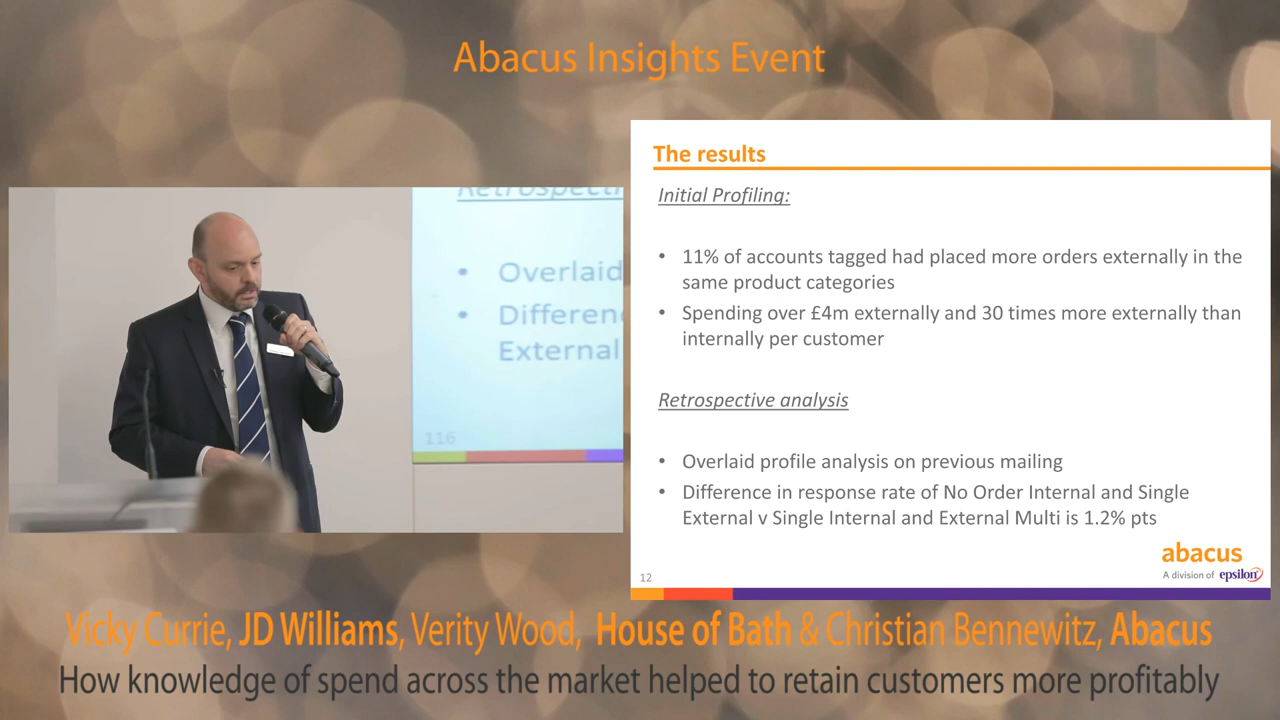 Abacus Insights Event
Retrospecti
• Overlaid
• Differen
External
116
The results
Initial Profiling:
• 11% of accounts tagged had placed more orders externally in the
same product categories
• Spending over £4m externally and 30 times more externally than
internally per customer
Retrospective analysis
• Overlaid profile analysis on previous mailing
• Difference in response rate of No Order Internal and Single
External v Single Internal and External Multi is 1.2% pts
abacus
A division of epsilon
12
Vicky Currie, JD Williams, Verity Wood, House of Bath & Christian Bennewitz, Abacus
How knowledge of spend across the market helped to retain customers more profitably